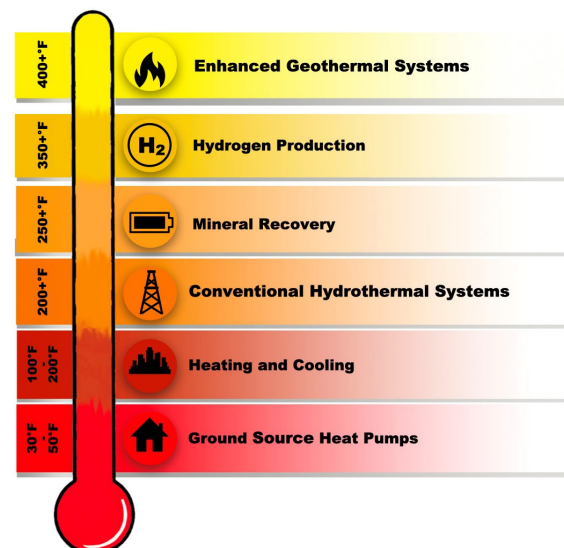 400+°F
Enhanced Geothermal Systems
350+°F
H2
Hydrogen Production
250+°F
Mineral Recovery
200+°F
Conventional Hydrothermal Systems
100°F
-
200°F
Heating and Cooling
30°F
-
50°F
Ground Source Heat Pumps